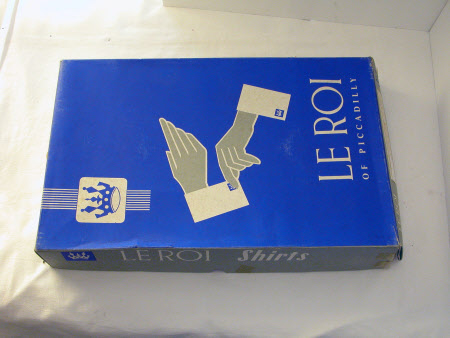 LE ROI
OF PICCADILLY
LE ROI Shirts